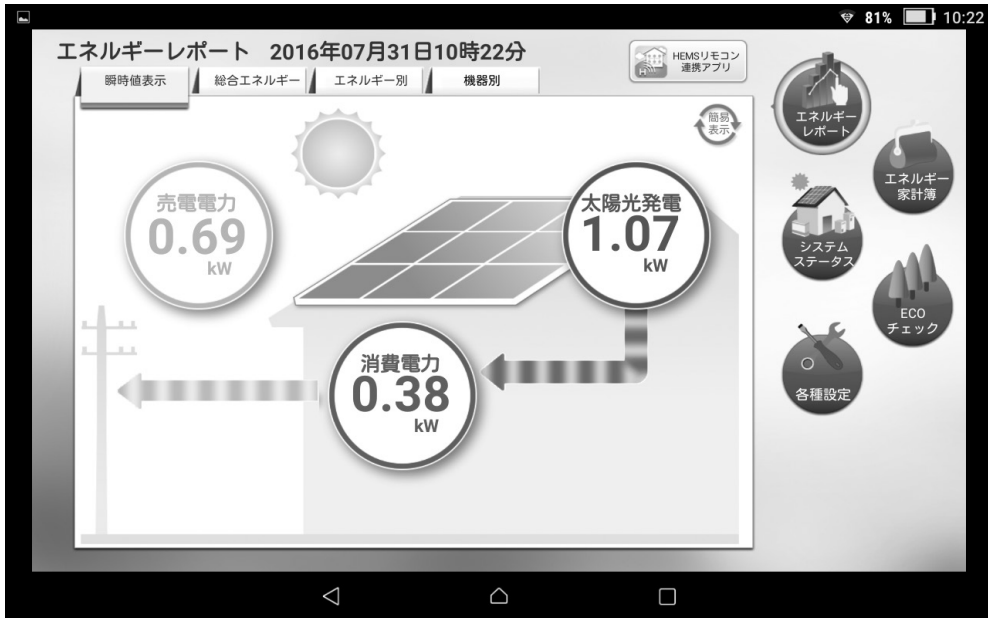 81% 10:22
エネルギーレポート 2016年07月31日10時22分
HEMSリモコン
連携アプリ
瞬時値表示 総合エネルギー エネルギー別 機器別
簡易
表示
売電電力
0.69
kW
太陽光発電
1.07
kW
消費電力
0.38
kW
エネルギー
レポート
エネルギー
家計簿
システム
ステータス
ECO
チェック
各種設定